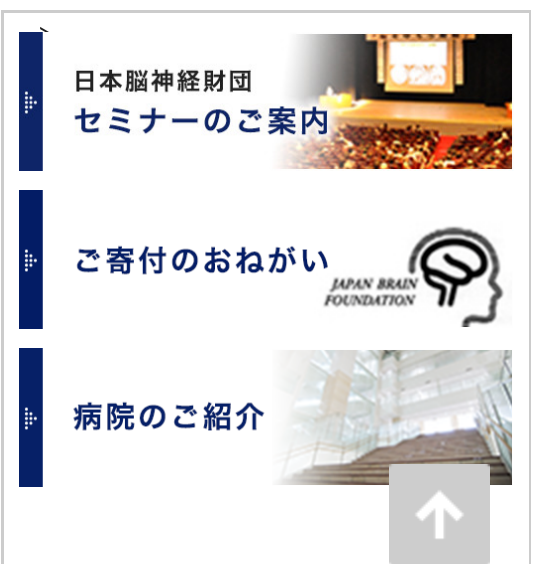 日本脳神経財団
セミナーのご案内
ご寄付のおねがい
JAPAN BRAIN
FOUNDATION
病院のご紹介